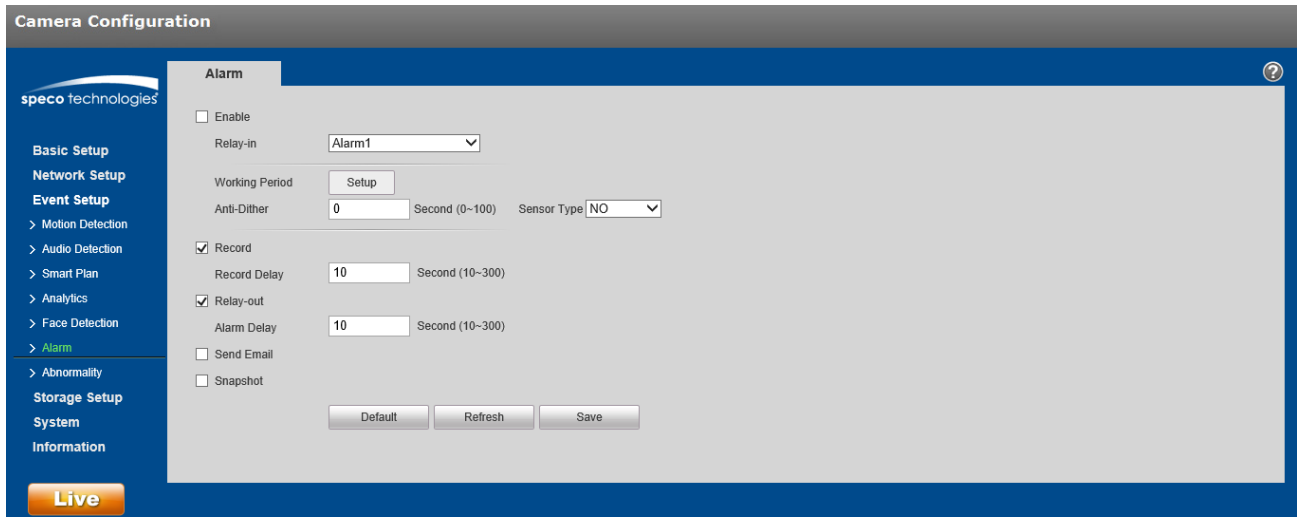 Camera Configuration
speco technologies
Basic Setup
Network Setup
Event Setup
> Motion Detection
> Audio Detection
> Smart Plan
> Analytics
> Face Detection
> Alarm
> Abnormality
Storage Setup
System
Information
Live
Alarm
?
Enable
Relay-in Alarm1
Working Period Setup
Anti-Dither 0 Second (0~100) Sensor Type NO
Record
Record Delay 10 Second (10~300)
Relay-out
Alarm Delay 10 Second (10~300)
Send Email
Snapshot
Default Refresh Save